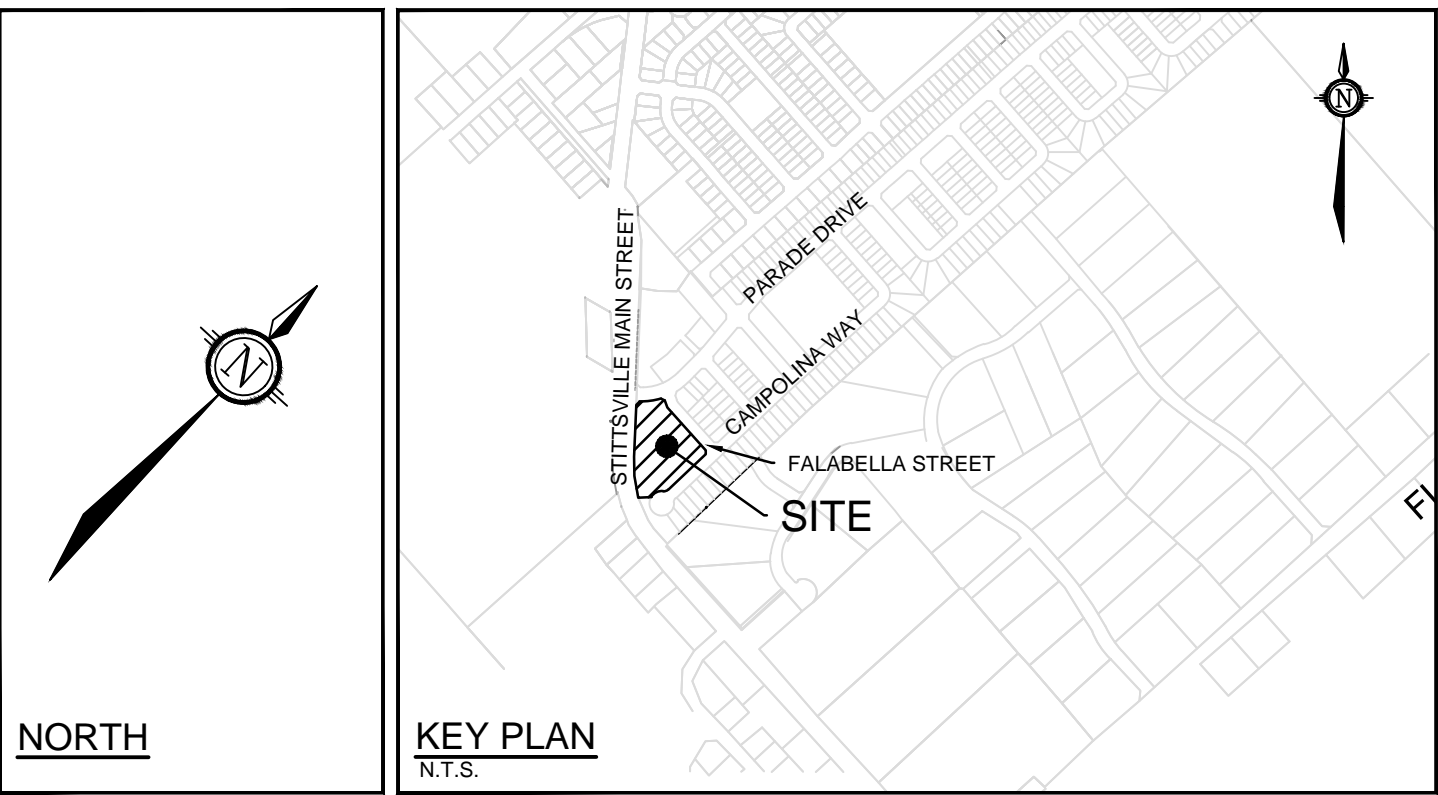 N
NORTH
N
STITTSVILLE MAIN STREET
PARADE DRIVE
CAMPOLINA WAY
FALABELLA STREET
SITE
KEY PLAN
N.T.S.